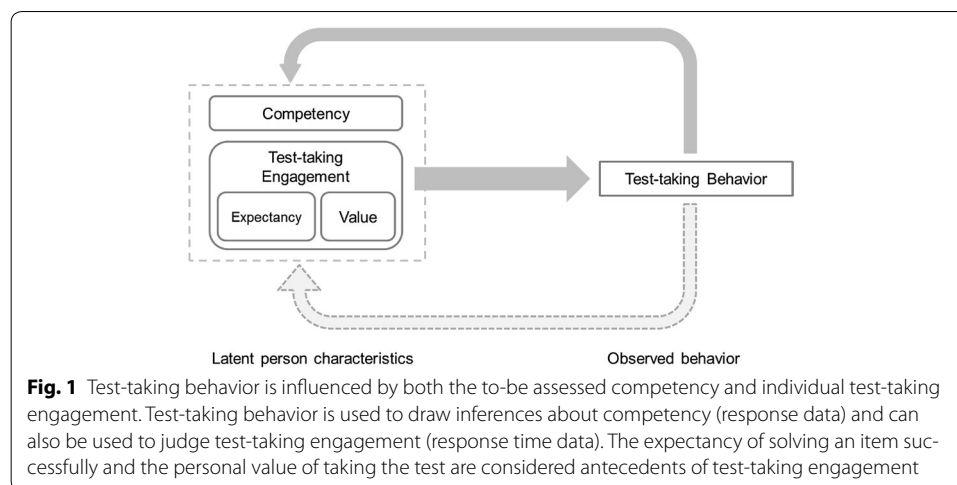 Competency
Test-taking
Engagement
Expectancy
Value
Test-taking Behavior
Latent person characteristics
Observed behavior
Fig. 1 Test-taking behavior is influenced by both the to-be assessed competency and individual test-taking
engagement. Test-taking behavior is used to draw inferences about competency (response data) and can
also be used to judge test-taking engagement (response time data). The expectancy of solving an item suc-
cessfully and the personal value of taking the test are considered antecedents of test-taking engagement